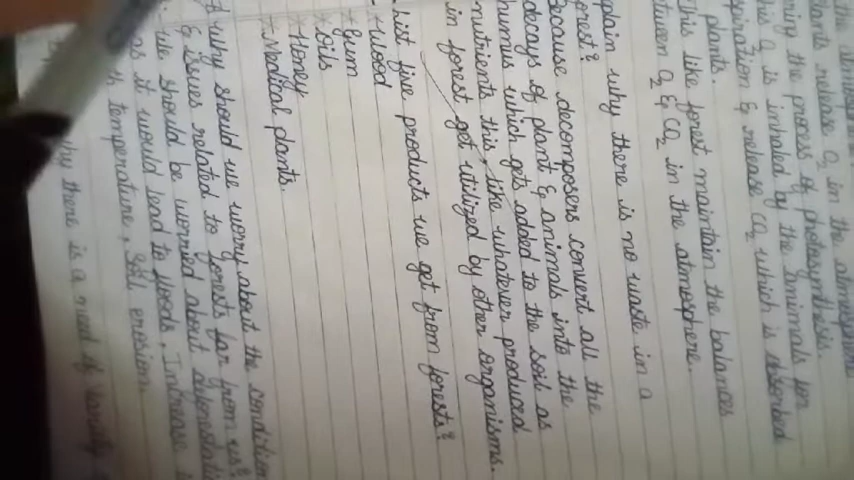 the
plants release O2 in the atmosphere
during the process of photosynthesis.
this O2 is inhaled by the animals for
respiration & release CO2 which is absorbed
plants.
This like forest maintain the balances
between O2 & CO2 in the atmosphere.
plain why there is no waste in a
forest?
Because decomposers convert all the
decays of plant & animals into the
humus which gets added to the soil as
nutrients this, like whatever produced
in forest get utilized by other organisms.
List five products we get from forests?
*Wood
*Gum
*Oils
*Honey
*Medical plants.
why should we worry about the condition
& issues related to forests far from us?
we should be worried about
as it would lead to floods, Increase
temperature, Soil erosion
why there is a need of